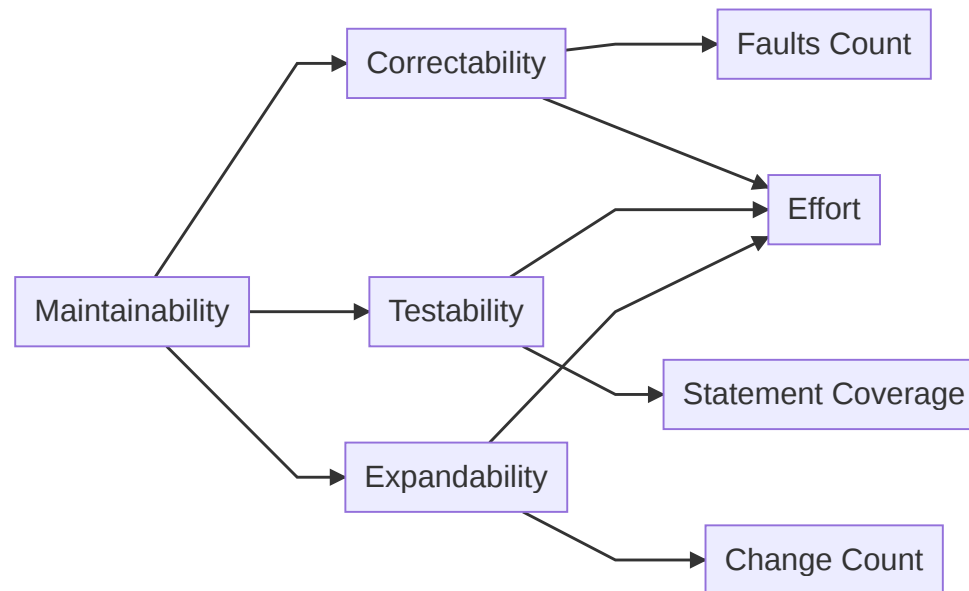 Faults Count
Correctability
Effort
Maintainability
Testability
Statement Coverage
Expandability
Change Count